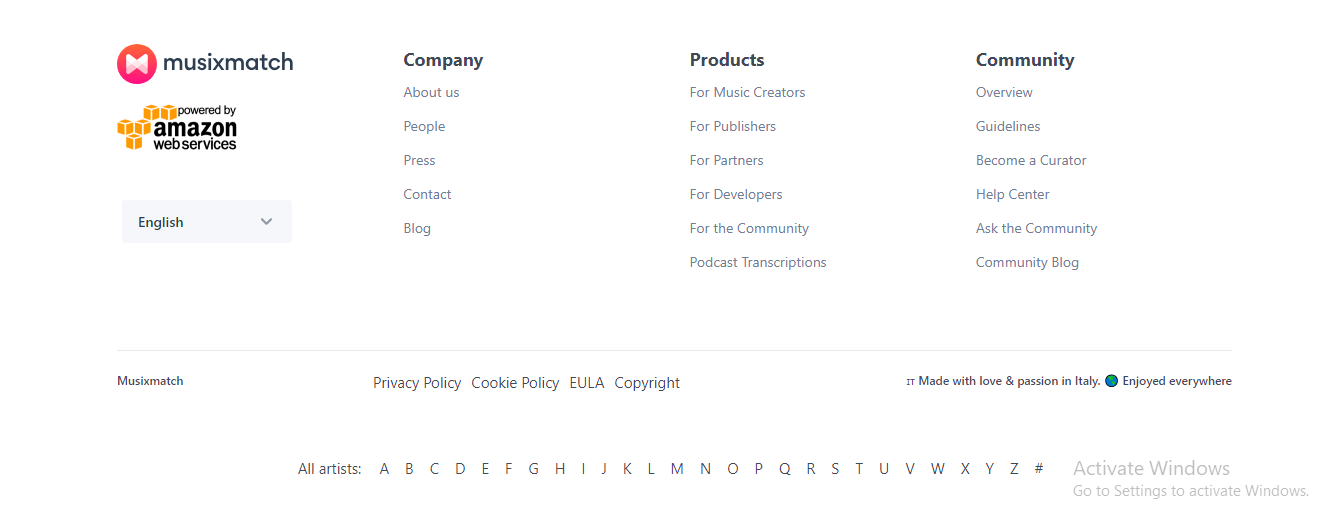 musixmatch
powered by
amazon
web services
English
Company
About us
People
Press
Contact
Blog
Products
For Music Creators
For Publishers
For Partners
For Developers
For the Community
Podcast Transcriptions
Community
Overview
Guidelines
Become a Curator
Help Center
Ask the Community
Community Blog
Musixmatch
Privacy Policy Cookie Policy EULA Copyright
IT Made with love & passion in Italy. 🌍 Enjoyed everywhere
All artists: A B C D E F G H I J K L M N O P Q R S T U V W X Y Z #
Activate Windows
Go to Settings to activate Windows.